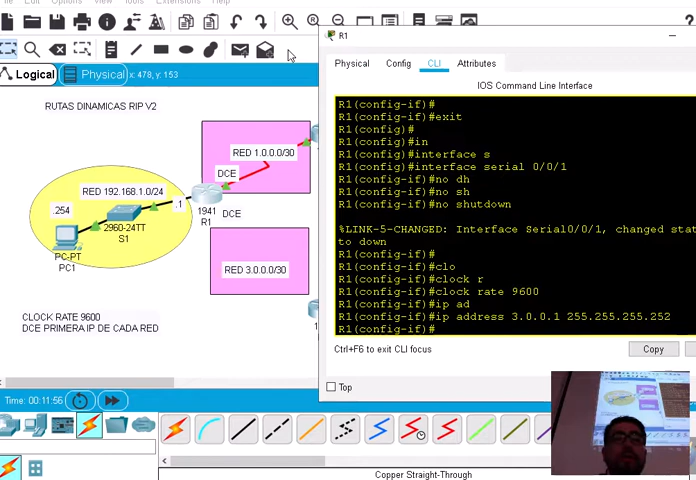 R1
Logical
Physical
x: 478, y: 153
Physical
Config
CLI
Attributes
IOS Command Line Interface
RUTAS DINAMICAS RIP V2
RED 1.0.0.0/30
DCE
RED 192.168.1.0/24
.254
.1
1941
R1
DCE
2960-24TT
S1
PC-PT
PC1
RED 3.0.0.0/30
CLOCK RATE 9600
DCE PRIMERA IP DE CADA RED
R1(config-if)#
R1(config-if)#exit
R1(config)#
R1(config)#in
R1(config)#interface s
R1(config)#interface serial 0/0/1
R1(config-if)#no dh
R1(config-if)#no sh
R1(config-if)#no shutdown
%LINK-5-CHANGED: Interface Serial0/0/1, changed stat
to down
R1(config-if)#
R1(config-if)#clo
R1(config-if)#clock r
R1(config-if)#clock rate 9600
R1(config-if)#ip ad
R1(config-if)#ip address 3.0.0.1 255.255.255.252
R1(config-if)#
Ctrl+F6 to exit CLI focus
Copy
Top
Time: 00:11:56
Copper Straight-Through